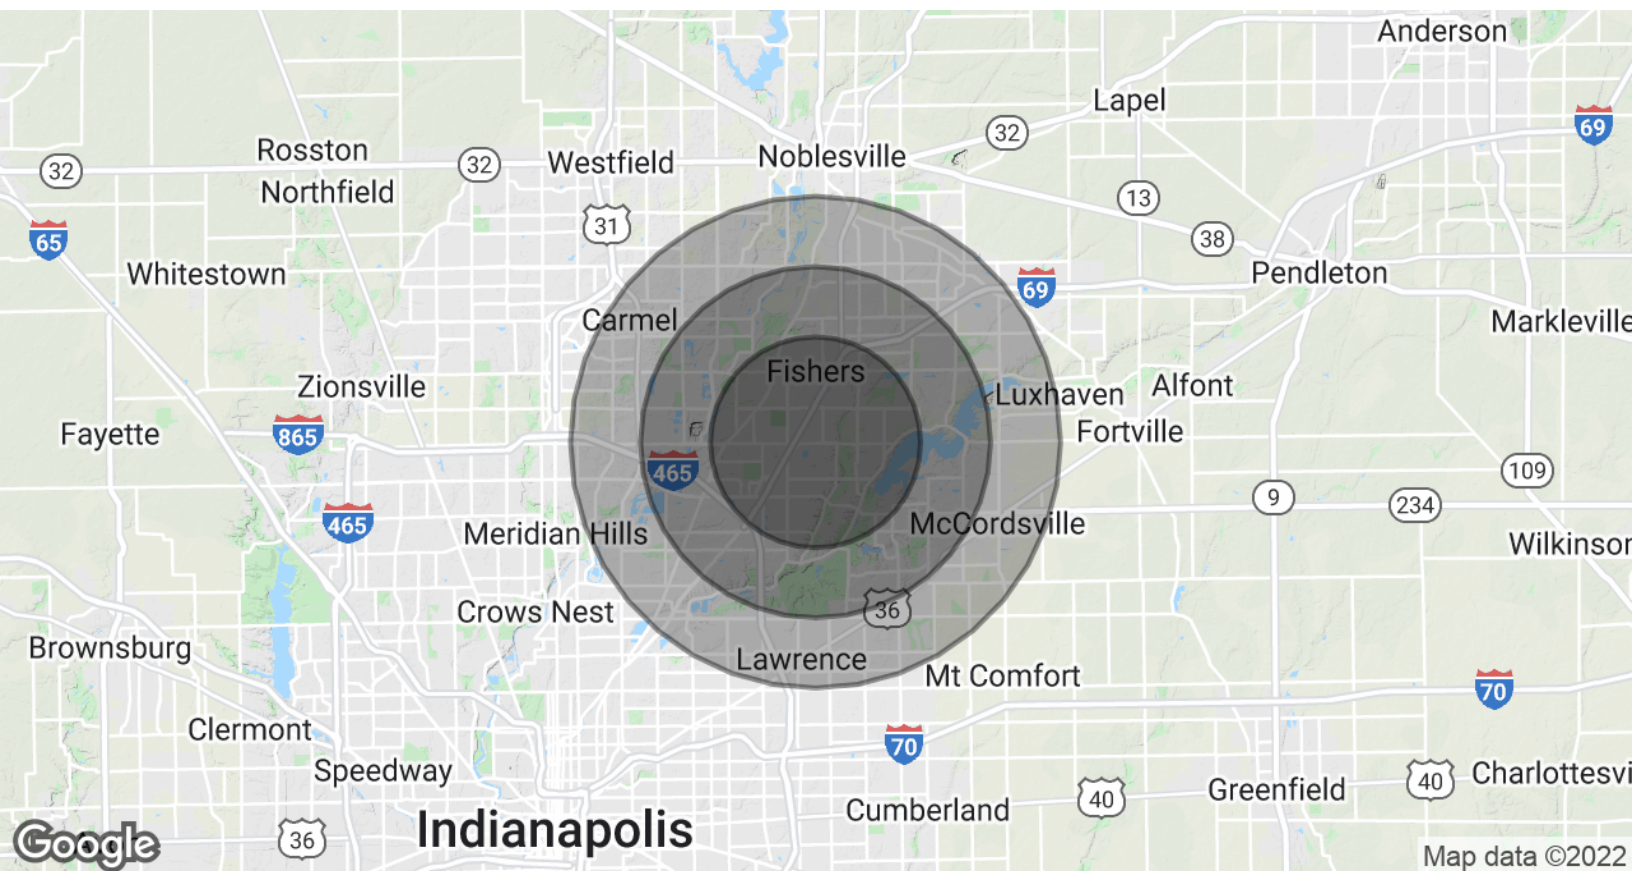 Anderson
Lapel
69
32
Rosston
32
32
Westfield
Noblesville
Northfield
13
31
38
65
Whitestown
Pendleton
69
Carmel
Markleville
Fishers
Zionsville
Luxhaven
Alfont
Fayette
865
Fortville
465
109
9
234
465
McCordsville
Meridian Hills
Wilkinson
Crows Nest
36
Brownsburg
Lawrence
Mt Comfort
70
Clermont
70
Speedway
Charlottesvi
40
Greenfield
40
Cumberland
Indianapolis
36
Google
Map data ©2022